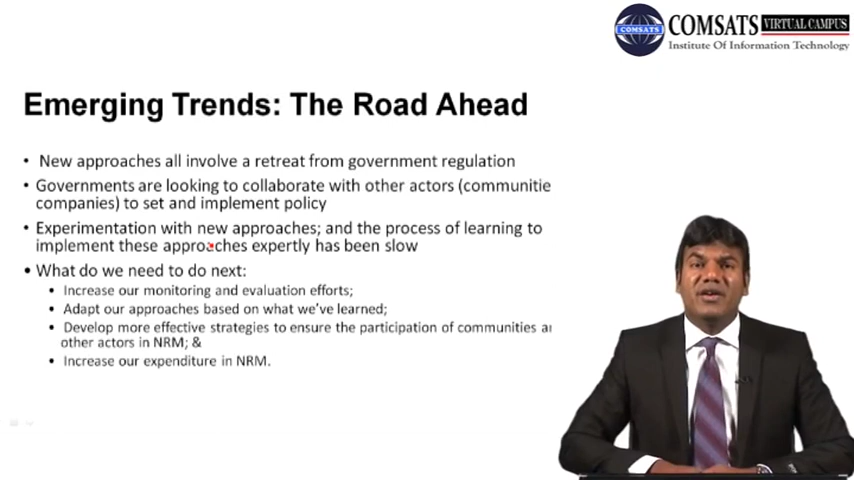 COMSATS
COMSATS VIRTUAL CAMPUS
Institute Of Information Technology
Emerging Trends: The Road Ahead
• New approaches all involve a retreat from government regulation
• Governments are looking to collaborate with other actors (communitie
companies) to set and implement policy
• Experimentation with new approaches; and the process of learning to
implement these approaches expertly has been slow
• What do we need to do next:
• Increase our monitoring and evaluation efforts;
• Adapt our approaches based on what we've learned;
• Develop more effective strategies to ensure the participation of communities a
other actors in NRM; &
• Increase our expenditure in NRM.